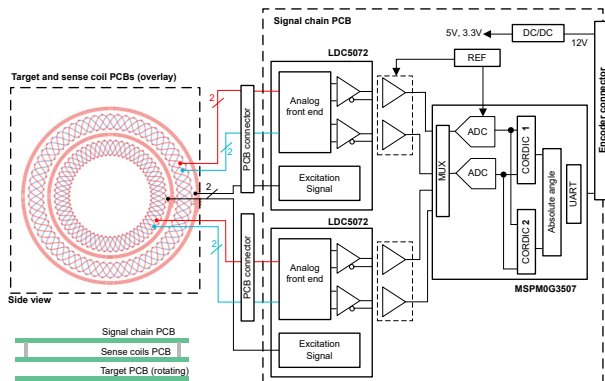 Signal chain PCB
5V, 3.3V
DC/DC
12V
LDC5072
REF
Target and sense coil PCBs (overlay)
2
2
2
2
2
PCB connector
Analog
front end
Excitation
Signal
MUX
ADC
ADC
CORDIC 1
CORDIC 2
Absolute angle
UART
Encoder connector
MSPM0G3507
LDC5072
PCB connector
Analog
front end
Excitation
Signal
Side view
Signal chain PCB
Sense coils PCB
Target PCB (rotating)